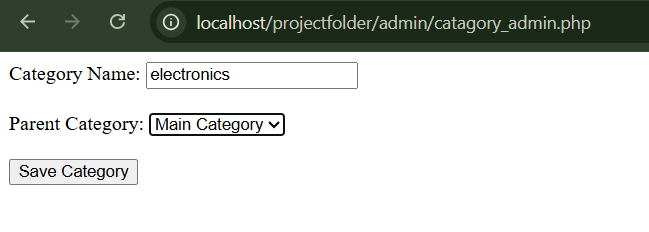 localhost/projectfolder/admin/catagory_admin.php
Category Name: electronics
Parent Category: Main Category
Save Category